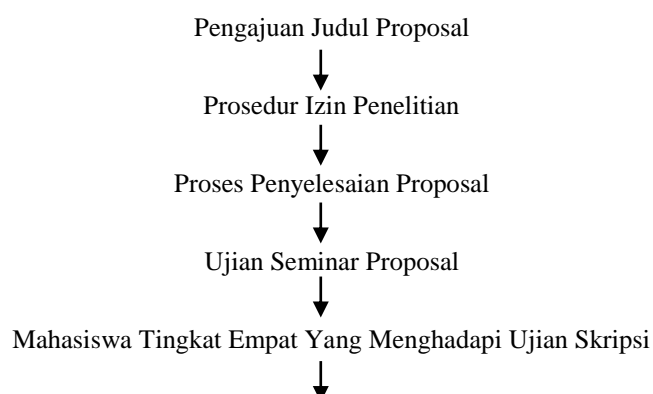 Pengajuan Judul Proposal
Prosedur Izin Penelitian
Proses Penyelesaian Proposal
Ujian Seminar Proposal
Mahasiswa Tingkat Empat Yang Menghadapi Ujian Skripsi